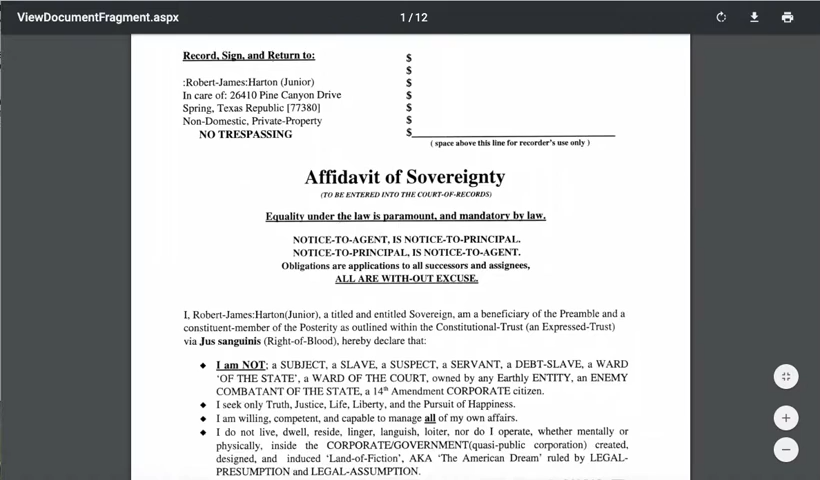 ViewDocumentFragment.aspx
1 / 12
Record, Sign, and Return to:
$
$
:Robert-James:Harton (Junior)
$
In care of: 26410 Pine Canyon Drive
$
Spring, Texas Republic [77380]
$
Non-Domestic, Private-Property
$
NO TRESPASSING
$
( space above this line for recorder's use only )
Affidavit of Sovereignty
(TO BE ENTERED INTO THE COURT-OF-RECORDS)
Equality under the law is paramount, and mandatory by law.
NOTICE-TO-AGENT, IS NOTICE-TO-PRINCIPAL.
NOTICE-TO-PRINCIPAL, IS NOTICE-TO-AGENT.
Obligations are applications to all successors and assignees,
ALL ARE WITH-OUT EXCUSE.
I, Robert-James:Harton(Junior), a titled and entitled Sovereign, am a beneficiary of the Preamble and a
constituent-member of the Posterity as outlined within the Constitutional-Trust (an Expressed-Trust)
via Jus sanguinis (Right-of-Blood), hereby declare that:
◆ I am NOT; a SUBJECT, a SLAVE, a SUSPECT, a SERVANT, a DEBT-SLAVE, a WARD
'OF THE STATE', a WARD OF THE COURT, owned by any Earthly ENTITY, an ENEMY
COMBATANT OF THE STATE, a 14th Amendment CORPORATE citizen.
◆ I seek only Truth, Justice, Life, Liberty, and the Pursuit of Happiness.
◆ I am willing, competent, and capable to manage all of my own affairs.
◆ I do not live, dwell, reside, linger, languish, loiter, nor do I operate, whether mentally or
physically, inside the CORPORATE/GOVERNMENT(quasi-public corporation) created,
designed, and induced 'Land-of-Fiction', AKA 'The American Dream' ruled by LEGAL-
PRESUMPTION and LEGAL-ASSUMPTION.